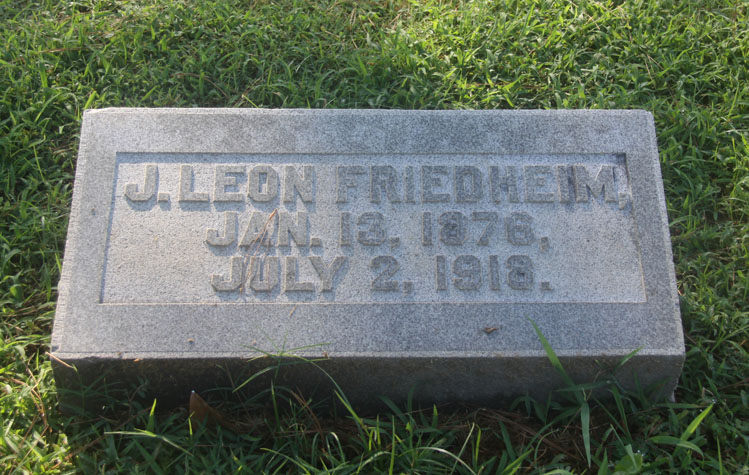 J. LEON FRIEDHEIM,
JAN. 13, 1876,
JULY 2, 1918.